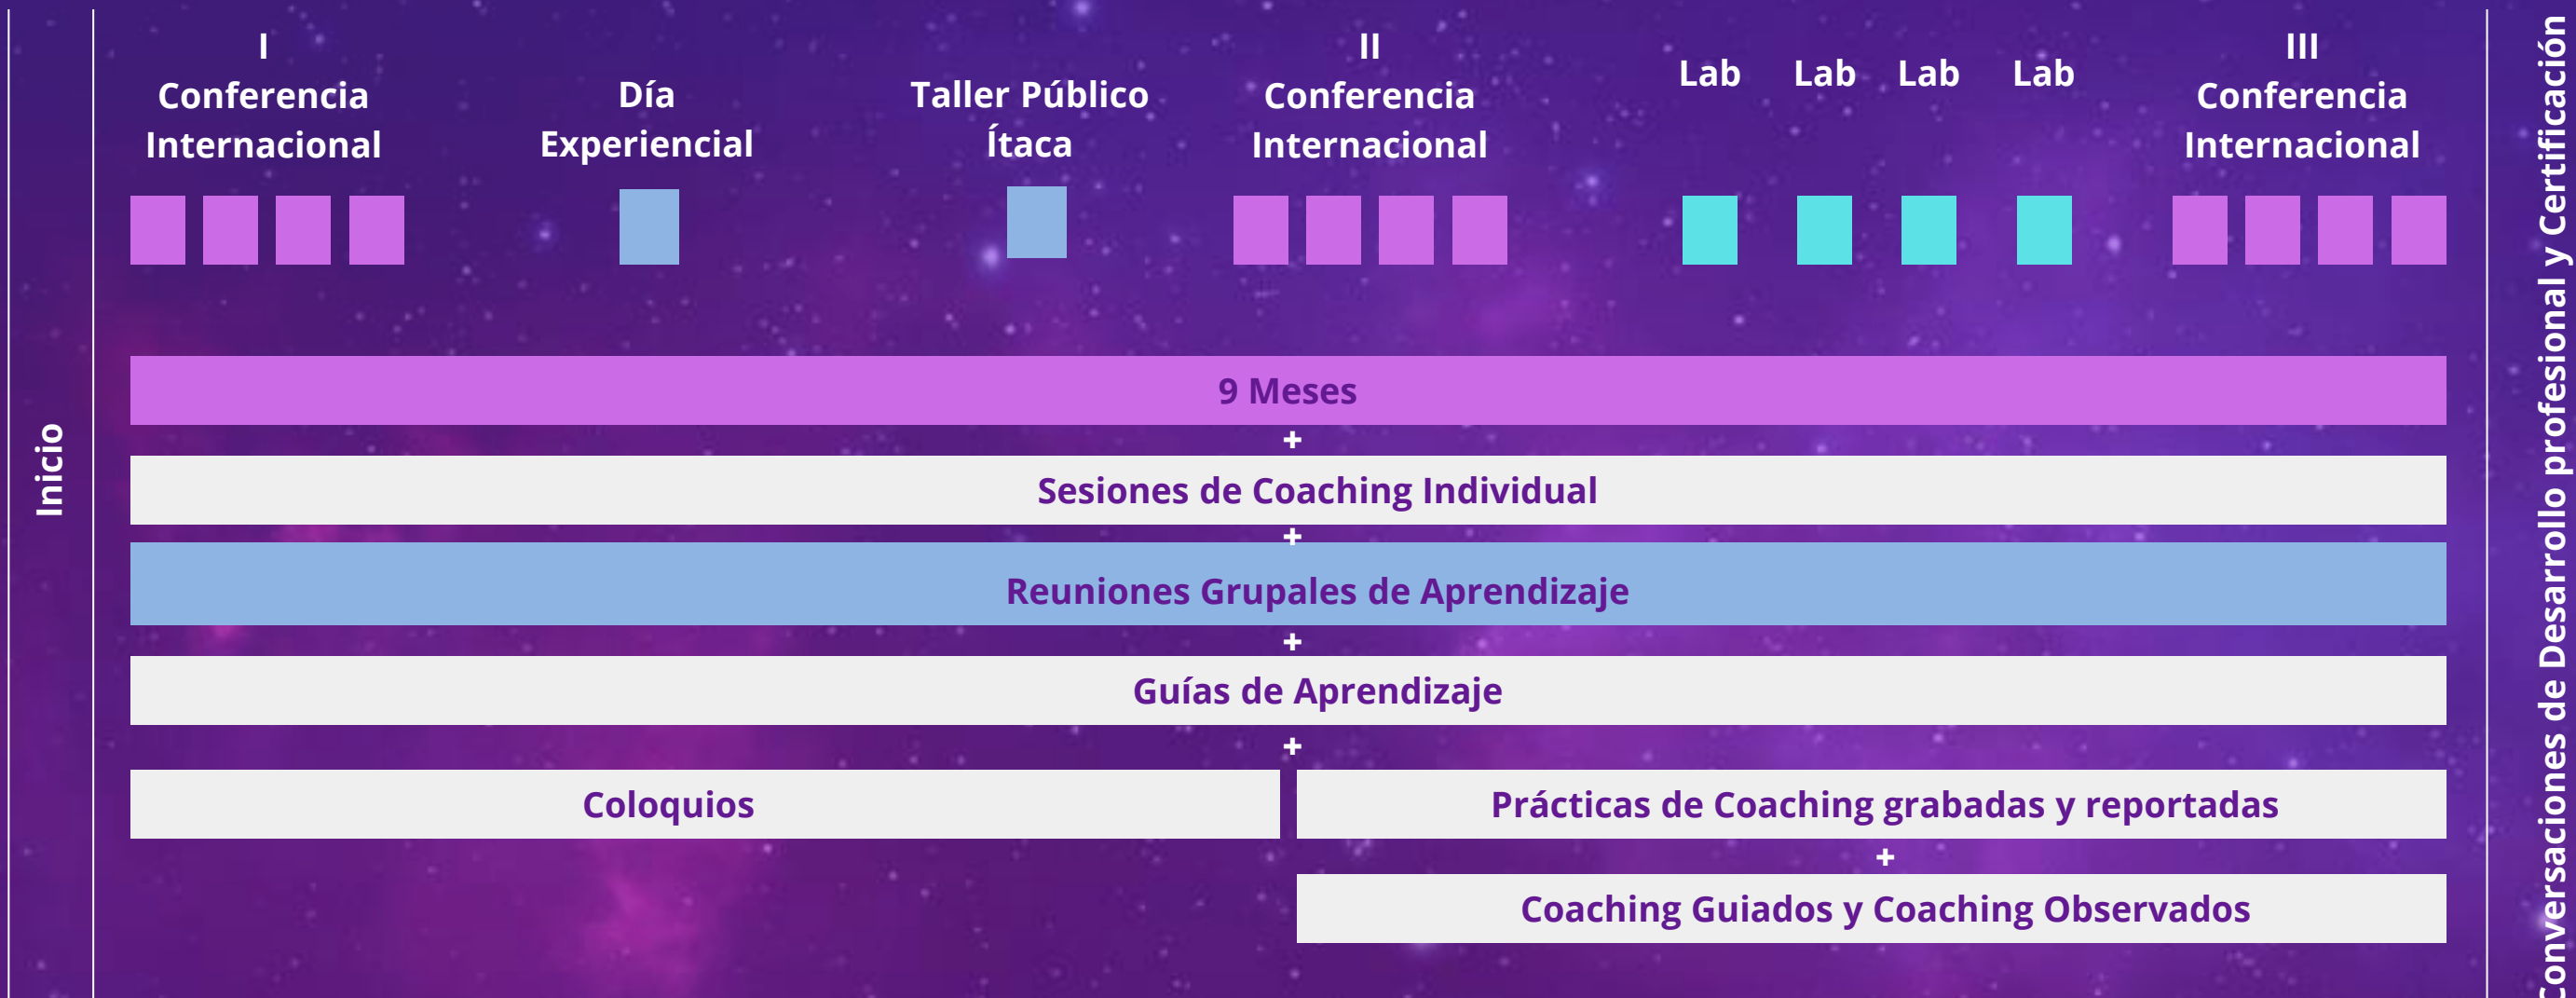 I
Conferencia
Internacional
Día
Experiencial
Taller Público
Ítaca
II
Conferencia
Internacional
Lab
Lab
Lab
Lab
III
Conferencia
Internacional
Inicio
9 Meses
+
Sesiones de Coaching Individual
+
Reuniones Grupales de Aprendizaje
+
Guías de Aprendizaje
+
Coloquios
Prácticas de Coaching grabadas y reportadas
+
Coaching Guiados y Coaching Observados
Conversaciones de Desarrollo profesional y Certificación